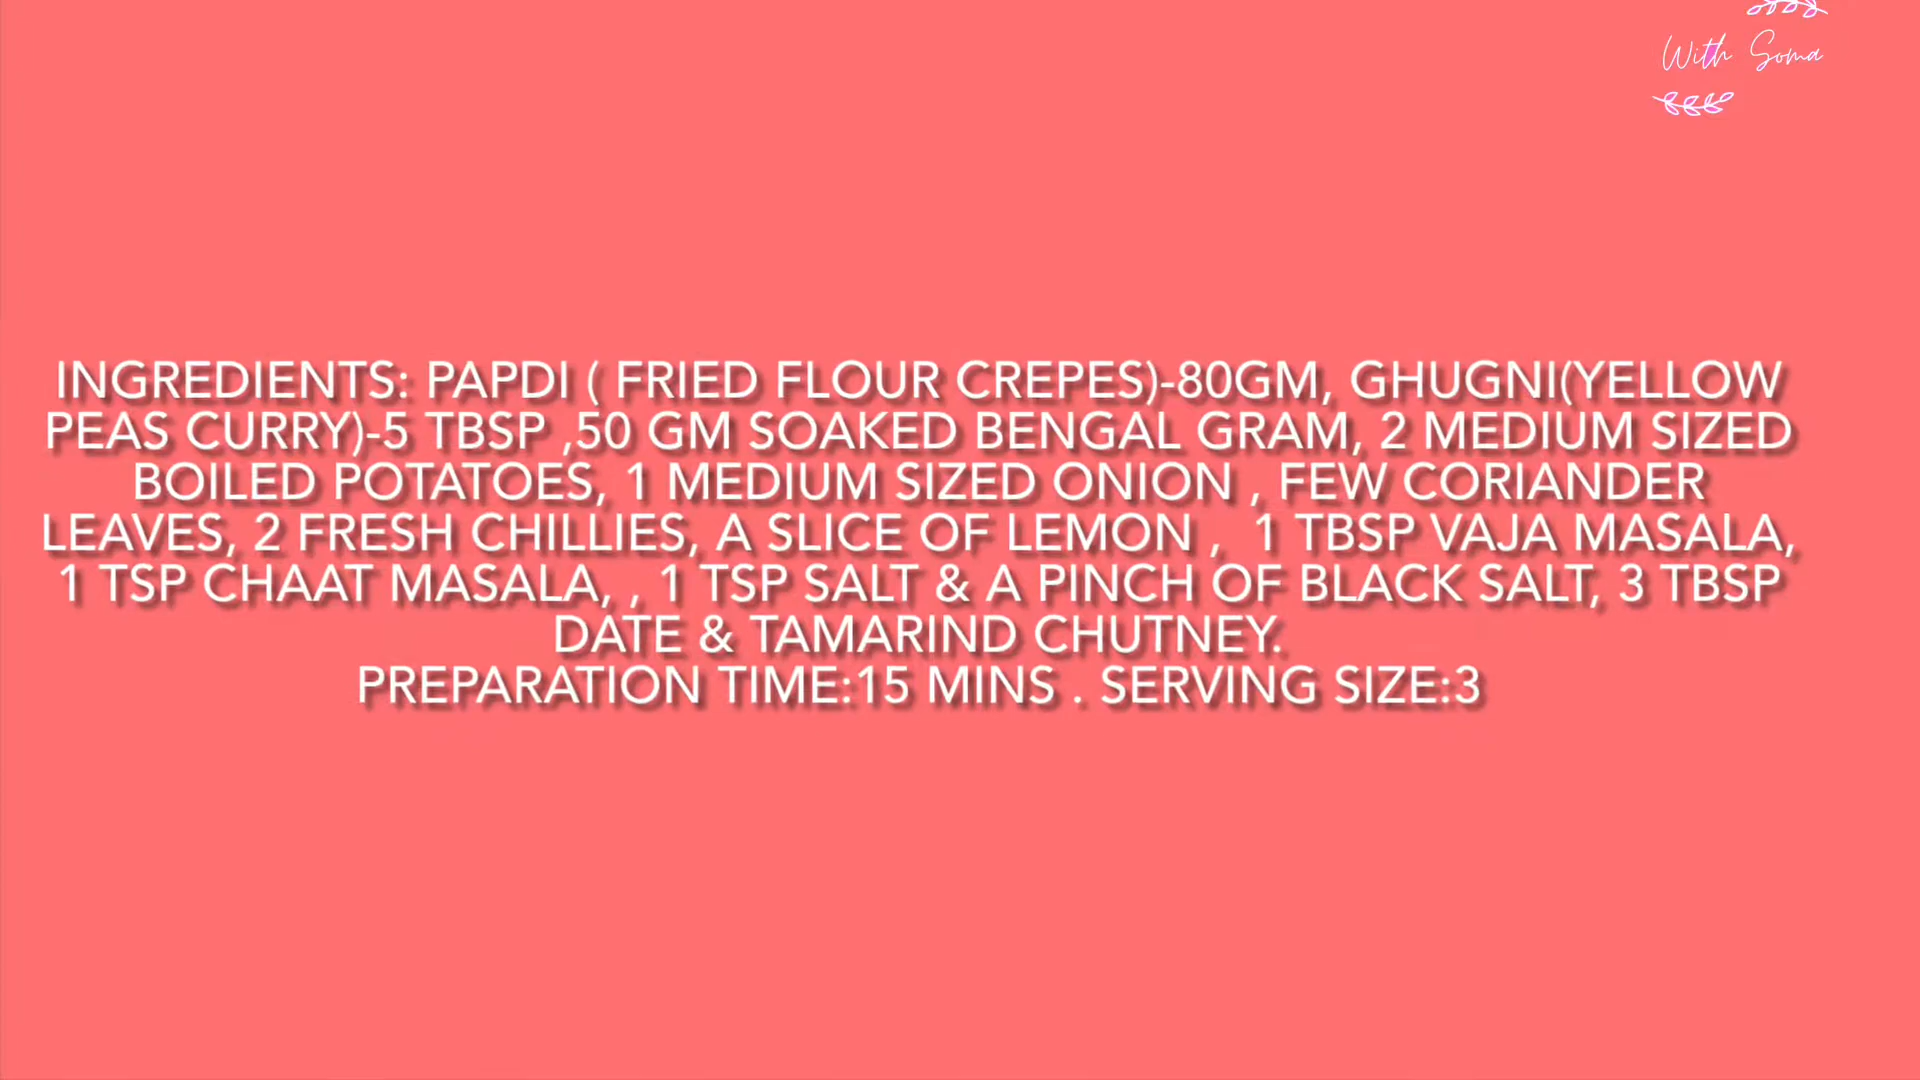 With Soma
INGREDIENTS: PAPDI ( FRIED FLOUR CREPES)-80GM, GHUGNI(YELLOW
PEAS CURRY)-5 TBSP ,50 GM SOAKED BENGAL GRAM, 2 MEDIUM SIZED
BOILED POTATOES, 1 MEDIUM SIZED ONION , FEW CORIANDER
LEAVES, 2 FRESH CHILLIES, A SLICE OF LEMON ,  1 TBSP VAJA MASALA,
1 TSP CHAAT MASALA, , 1 TSP SALT & A PINCH OF BLACK SALT, 3 TBSP
DATE & TAMARIND CHUTNEY.
PREPARATION TIME:15 MINS . SERVING SIZE:3